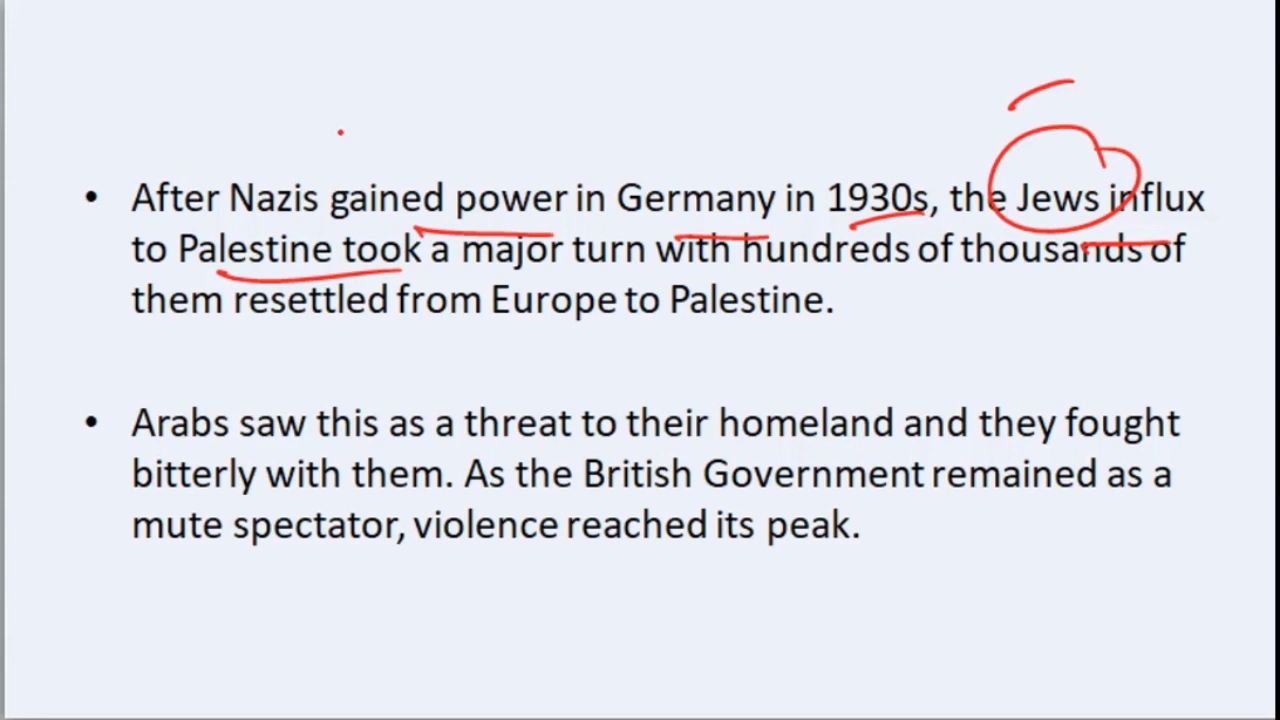 • After Nazis gained power in Germany in 1930s, the Jews influx
to Palestine took a major turn with hundreds of thousands of
them resettled from Europe to Palestine.
• Arabs saw this as a threat to their homeland and they fought
bitterly with them. As the British Government remained as a
mute spectator, violence reached its peak.